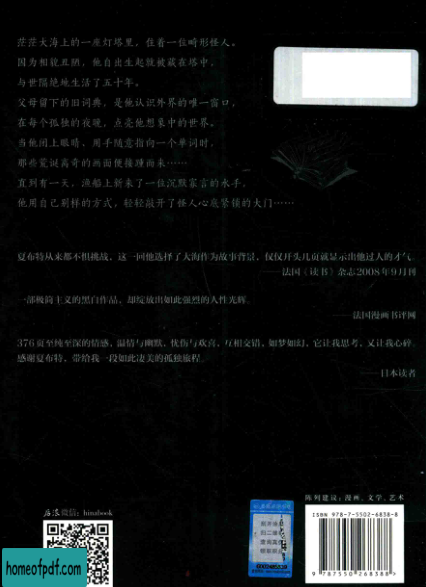 茫茫大海上的一座灯塔里，住着一位畸形怪人。
因为相貌丑陋，他自出生起就被藏在塔中，
与世隔绝地生活了五十年。
父母留下的旧词典，是他认识外界的唯一窗口，
在每个孤独的夜晚，点亮他想象中的世界。
当他闭上眼睛，用手随意指向一个单词时，
那些荒诞离奇的画面便接踵而来……
直到有一天，渔船上新来了一位沉默寡言的水手，
他用自己别样的方式，轻轻敲开了怪人心底紧锁的大门……
夏布特从来都不惧挑战，这一回他选择了大海作为故事背景，仅仅开头几页就显示出他过人的才气。
——法国《读书》杂志2008年9月刊
一部极简主义的黑白作品，却绽放出如此强烈的人性光辉。
——法国漫画书评网
376页至纯至深的情感，温情与幽默，忧伤与欢喜，互相交错，如梦如幻，它让我思考，又让我心碎。
感谢夏布特，带给我一段如此凄美的孤独旅程。
——日本读者
后浪微信：hinabook
陈列建议：漫画、文学、艺术
ISBN 978-7-5502-6838-8
9 787550 268388
homeofpdf.com